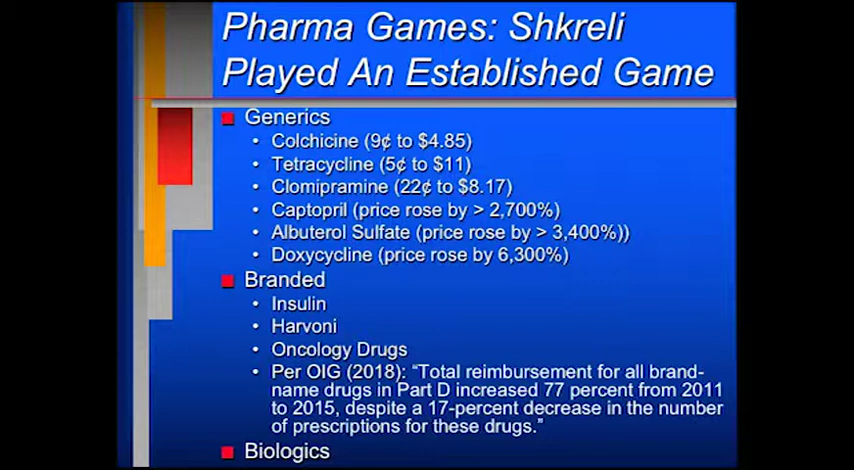 Pharma Games: Shkreli
Played An Established Game
Generics
• Colchicine (9¢ to $4.85)
• Tetracycline (5¢ to $11)
• Clomipramine (22¢ to $8.17)
• Captopril (price rose by > 2,700%)
• Albuterol Sulfate (price rose by > 3,400%))
• Doxycycline (price rose by 6,300%)
Branded
• Insulin
• Harvoni
• Oncology Drugs
• Per OIG (2018): “Total reimbursement for all brand-
name drugs in Part D increased 77 percent from 2011
to 2015, despite a 17-percent decrease in the number
of prescriptions for these drugs.”
Biologics